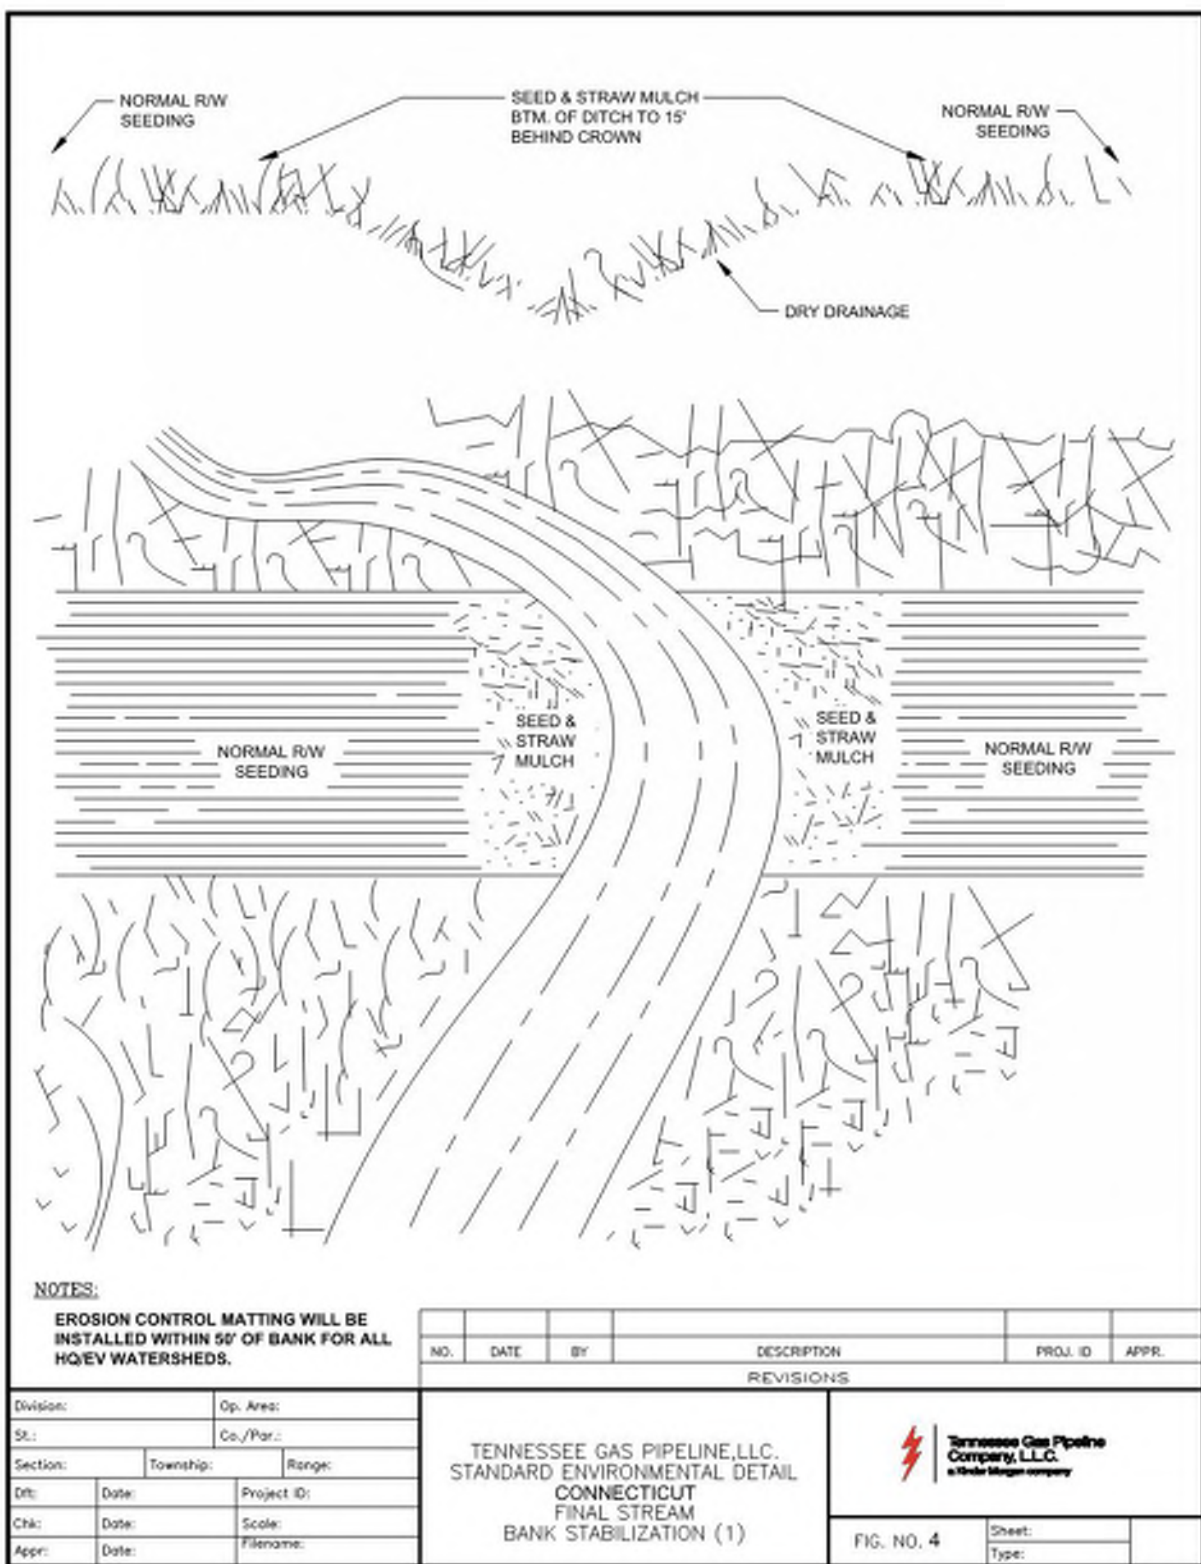 NORMAL R/W
SEEDING
SEED & STRAW MULCH
BTM. OF DITCH TO 15'
BEHIND CROWN
NORMAL R/W
SEEDING
DRY DRAINAGE
NORMAL R/W
SEEDING
SEED &
STRAW
MULCH
SEED &
STRAW
MULCH
NORMAL R/W
SEEDING
NOTES:
EROSION CONTROL MATTING WILL BE
INSTALLED WITHIN 50' OF BANK FOR ALL
HQ/EV WATERSHEDS.
NO. DATE BY DESCRIPTION PROJ. ID APPR.
REVISIONS
Division: Op. Area:
St.: Co./Par.:
Section: Township: Range:
Dft: Date: Project ID:
Chk: Date: Scale:
Appr: Date: Filename:
TENNESSEE GAS PIPELINE,LLC.
STANDARD ENVIRONMENTAL DETAIL
CONNECTICUT
FINAL STREAM
BANK STABILIZATION (1)
Tennessee Gas Pipeline
Company, L.L.C.
a Kinder Morgan company
FIG. NO. 4
Sheet:
Type: